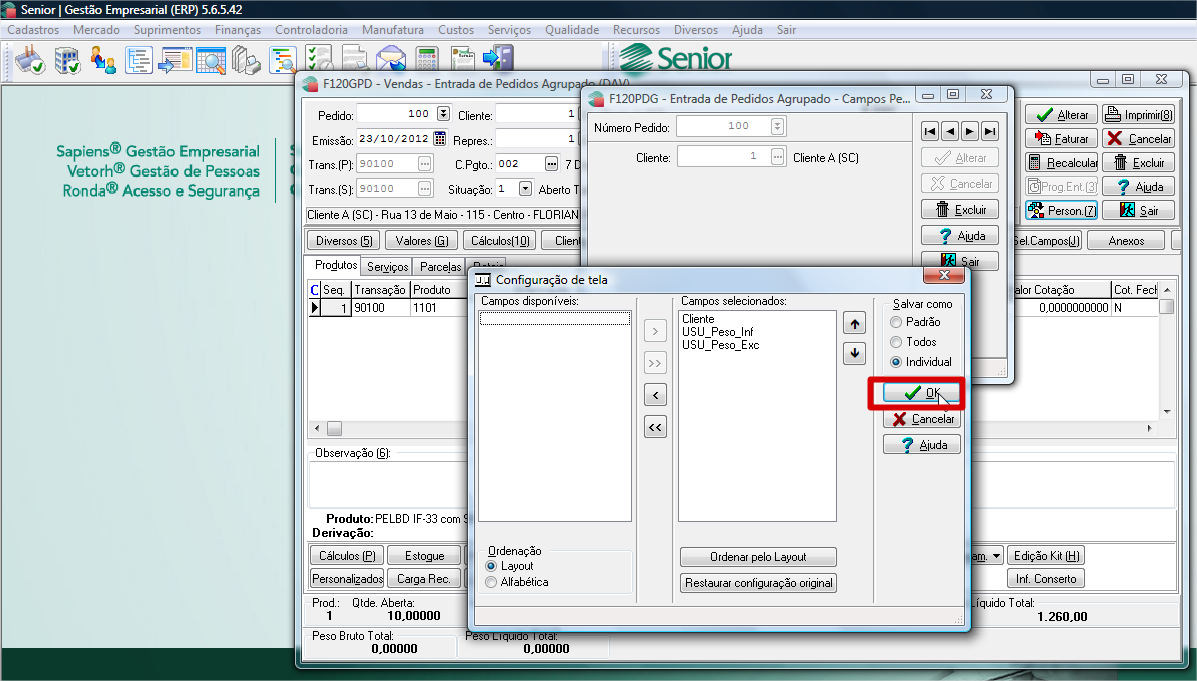 Senior | Gestão Empresarial (ERP) 5.6.5.42
Cadastros Mercado Suprimentos Finanças Controladoria Manufatura Custos Serviços Qualidade Recursos Diversos Ajuda Sair
Senior
Sapiens® Gestão Empresarial
Vetorh® Gestão de Pessoas
Ronda® Acesso e Segurança
F120GPD - Vendas - Entrada de Pedidos Agrupado (DAV)
Pedido: 100 Cliente: 1
Emissão: 23/10/2012 Repres.: 1
Trans.(P): 90100 C.Pgto.: 002 7 D
Trans.(S): 90100 Situação: 1 Aberto T
Cliente A (SC) - Rua 13 de Maio - 115 - Centro - FLORIAN
Diversos (5) Valores (G) Cálculos(10) Client
Produtos Serviços Parcelas Rateio
C Seq. Transação Produto
1 90100 1101
Observação (6):
Produto: PELBD IF-33 com S
Derivação:
Cálculos (P) Estoque
Personalizados Carga Rec.
Prod.: Qtde. Aberta:
1 10,00000
Peso Bruto Total: Peso Líquido Total:
0,00000 0,00000
F120PDG - Entrada de Pedidos Agrupado - Campos Pe...
Número Pedido: 100
Cliente: 1 Cliente A (SC)
Alterar
Cancelar
Excluir
Ajuda
Sair
Alterar Imprimir(8)
Faturar Cancelar
Recalcular Excluir
Prog.Ent.(3) Ajuda
Person.(7) Sair
Sel.Campos(J) Anexos
alor Cotação Cot. Fech
0,0000000000 N
am. Edição Kit (H)
Inf. Conserto
íquido Total:
1.260,00
Configuração de tela
Campos disponíveis:
>
>>
<
<<
Campos selecionados:
Cliente
USU_Peso_Inf
USU_Peso_Exc
Salvar como
Padrão
Todos
Individual
OK
Cancelar
Ajuda
Ordenação
Layout
Alfabética
Ordenar pelo Layout
Restaurar configuração original